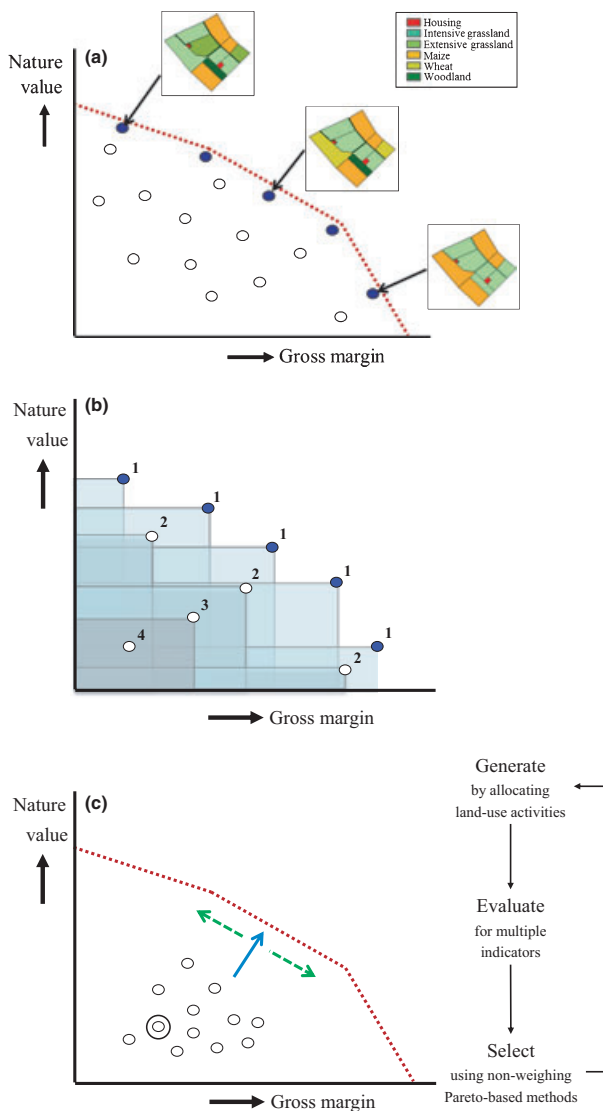 (a)
Nature
value
Housing
Intensive grassland
Extensive grassland
Maize
Wheat
Woodland
Gross margin
(b)
Nature
value
1
1
2
1
2
1
3
4
1
2
Gross margin
(c)
Nature
value
Gross margin
Generate
by allocating
land-use activities
Evaluate
for multiple
indicators
Select
using non-weighing
Pareto-based methods